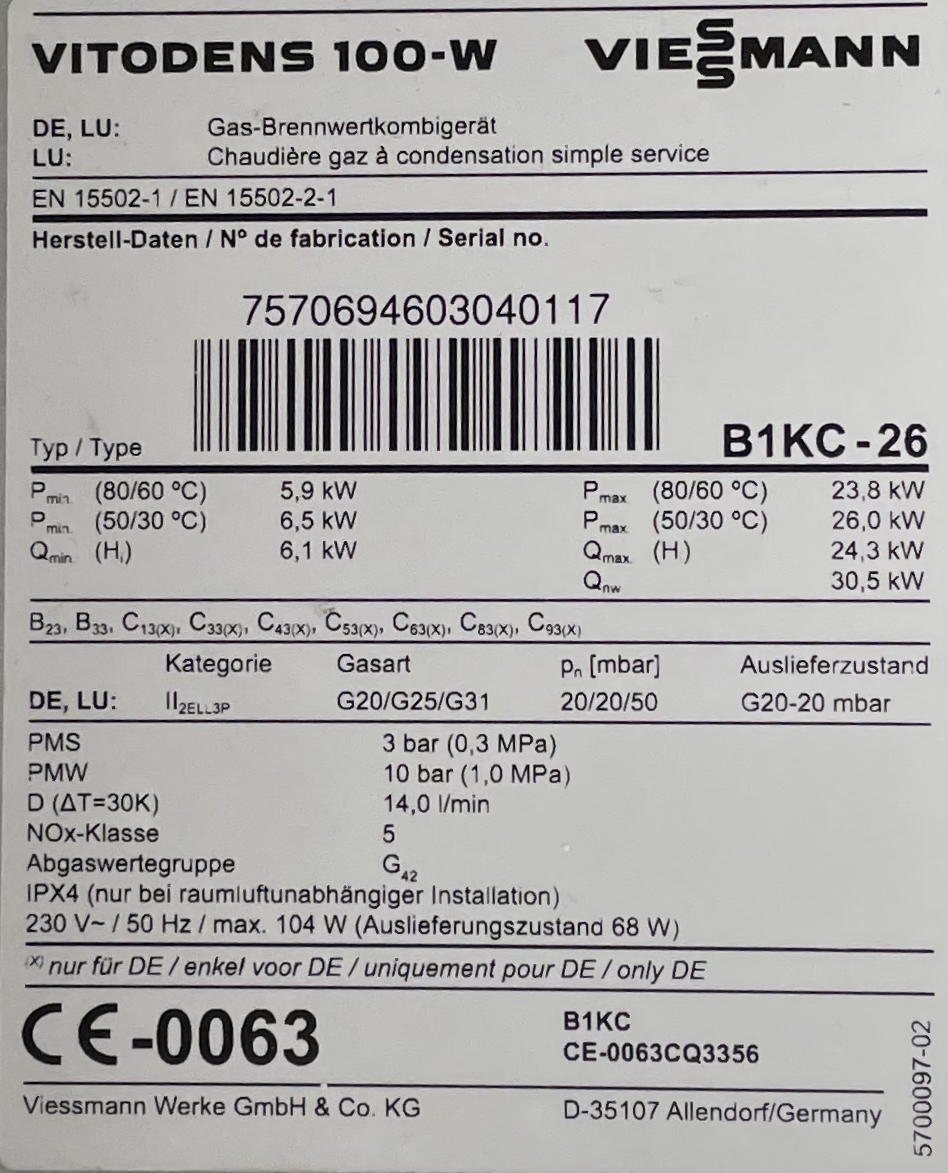 VITODENS 100-W VIESSMANN
DE, LU: Gas-Brennwertkombigerät
LU: Chaudière gaz à condensation simple service
EN 15502-1 / EN 15502-2-1
Herstell-Daten / Nº de fabrication / Serial no.
7570694603040117
Typ / Type B1KC - 26
Pmin. (80/60 ºC) 5,9 kW Pmax. (80/60 ºC) 23,8 kW
Pmin. (50/30 ºC) 6,5 kW Pmax. (50/30 ºC) 26,0 kW
Qmin. (Hi) 6,1 kW Qmax. (Hi) 24,3 kW
Qnw 30,5 kW
B23, B33, C13(X), C33(X), C43(X), C53(X), C63(X), C83(X), C93(X)
Kategorie Gasart pn [mbar] Auslieferzustand
DE, LU: II2ELL3P G20/G25/G31 20/20/50 G20-20 mbar
PMS 3 bar (0,3 MPa)
PMW 10 bar (1,0 MPa)
D (ΔT=30K) 14,0 l/min
NOx-Klasse 5
Abgaswertegruppe G42
IPX4 (nur bei raumluftunabhängiger Installation)
230 V~ / 50 Hz / max. 104 W (Auslieferungszustand 68 W)
(X) nur für DE / enkel voor DE / uniquement pour DE / only DE
CE-0063 B1KC
CE-0063CQ3356
Viessmann Werke GmbH & Co. KG D-35107 Allendorf/Germany
5700097-02